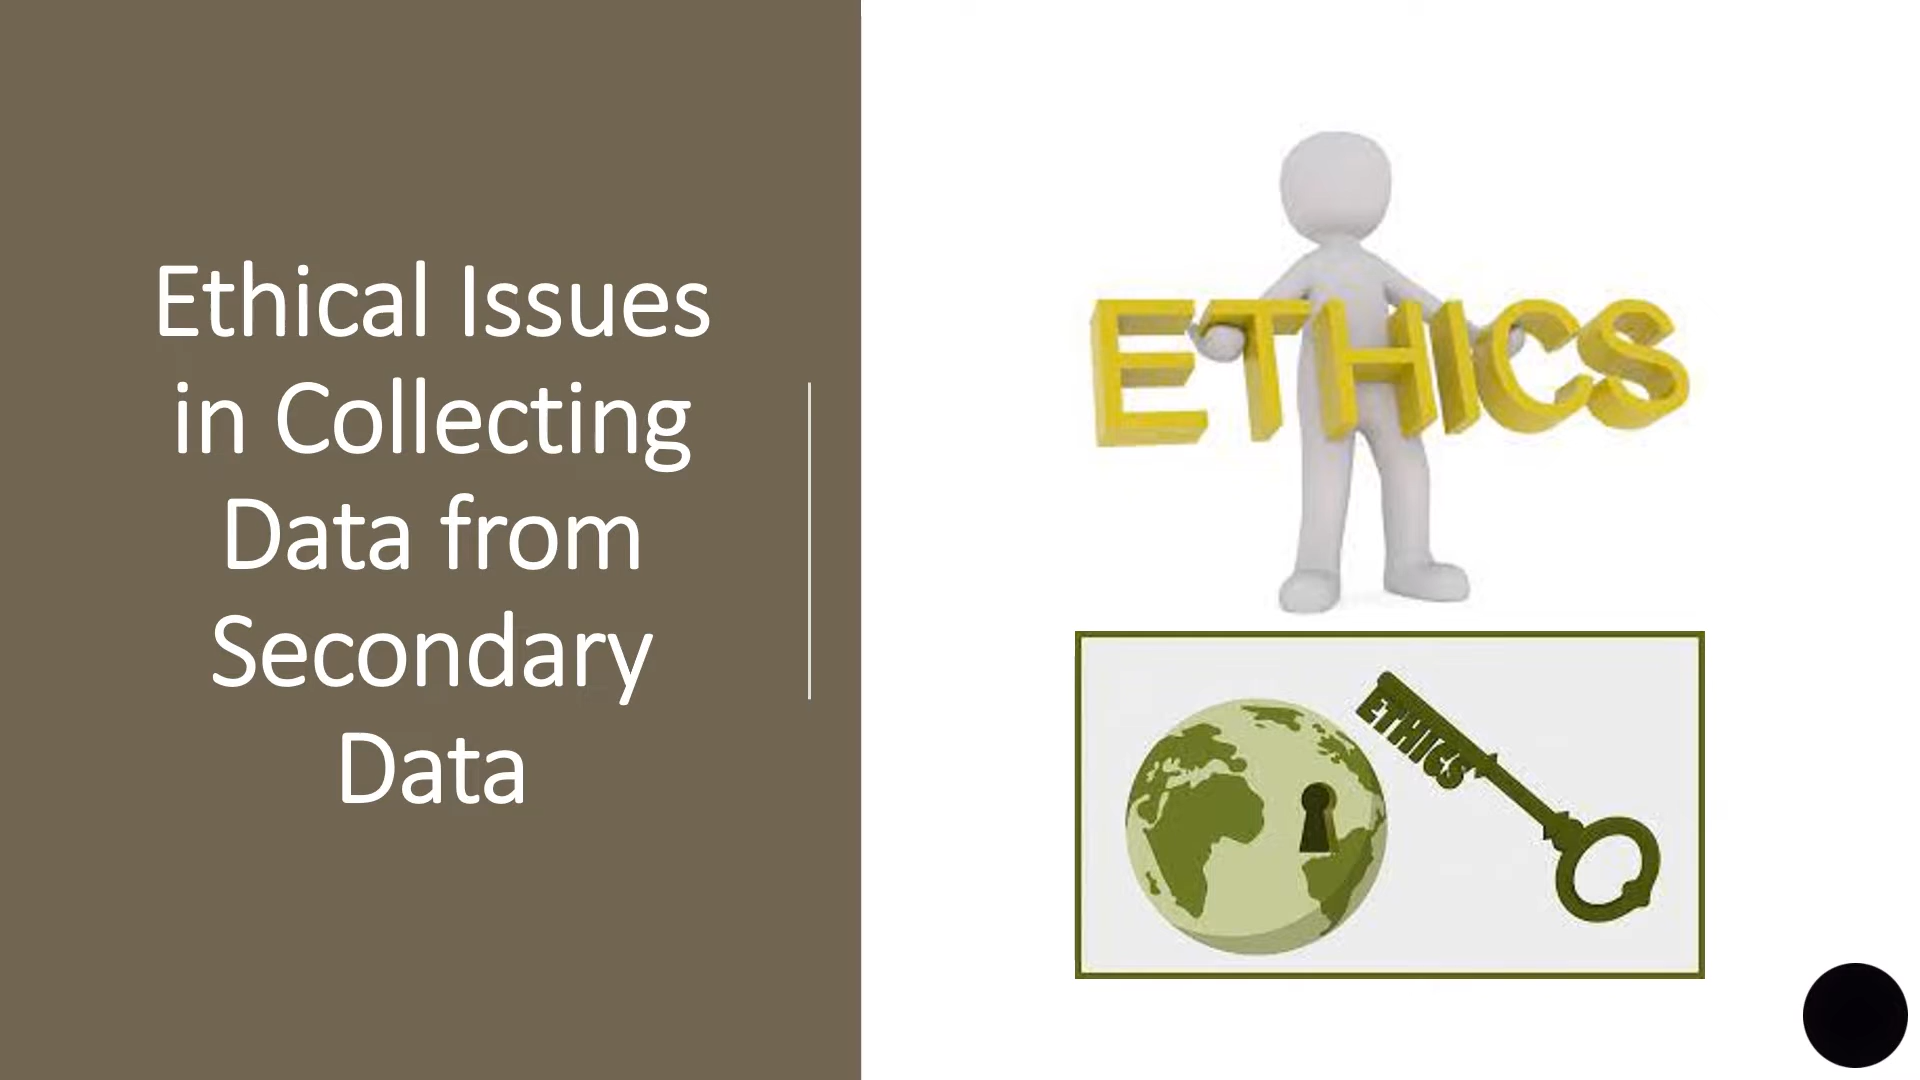 Ethical Issues
in Collecting
Data from
Secondary
Data
ETHICS
ETHICS